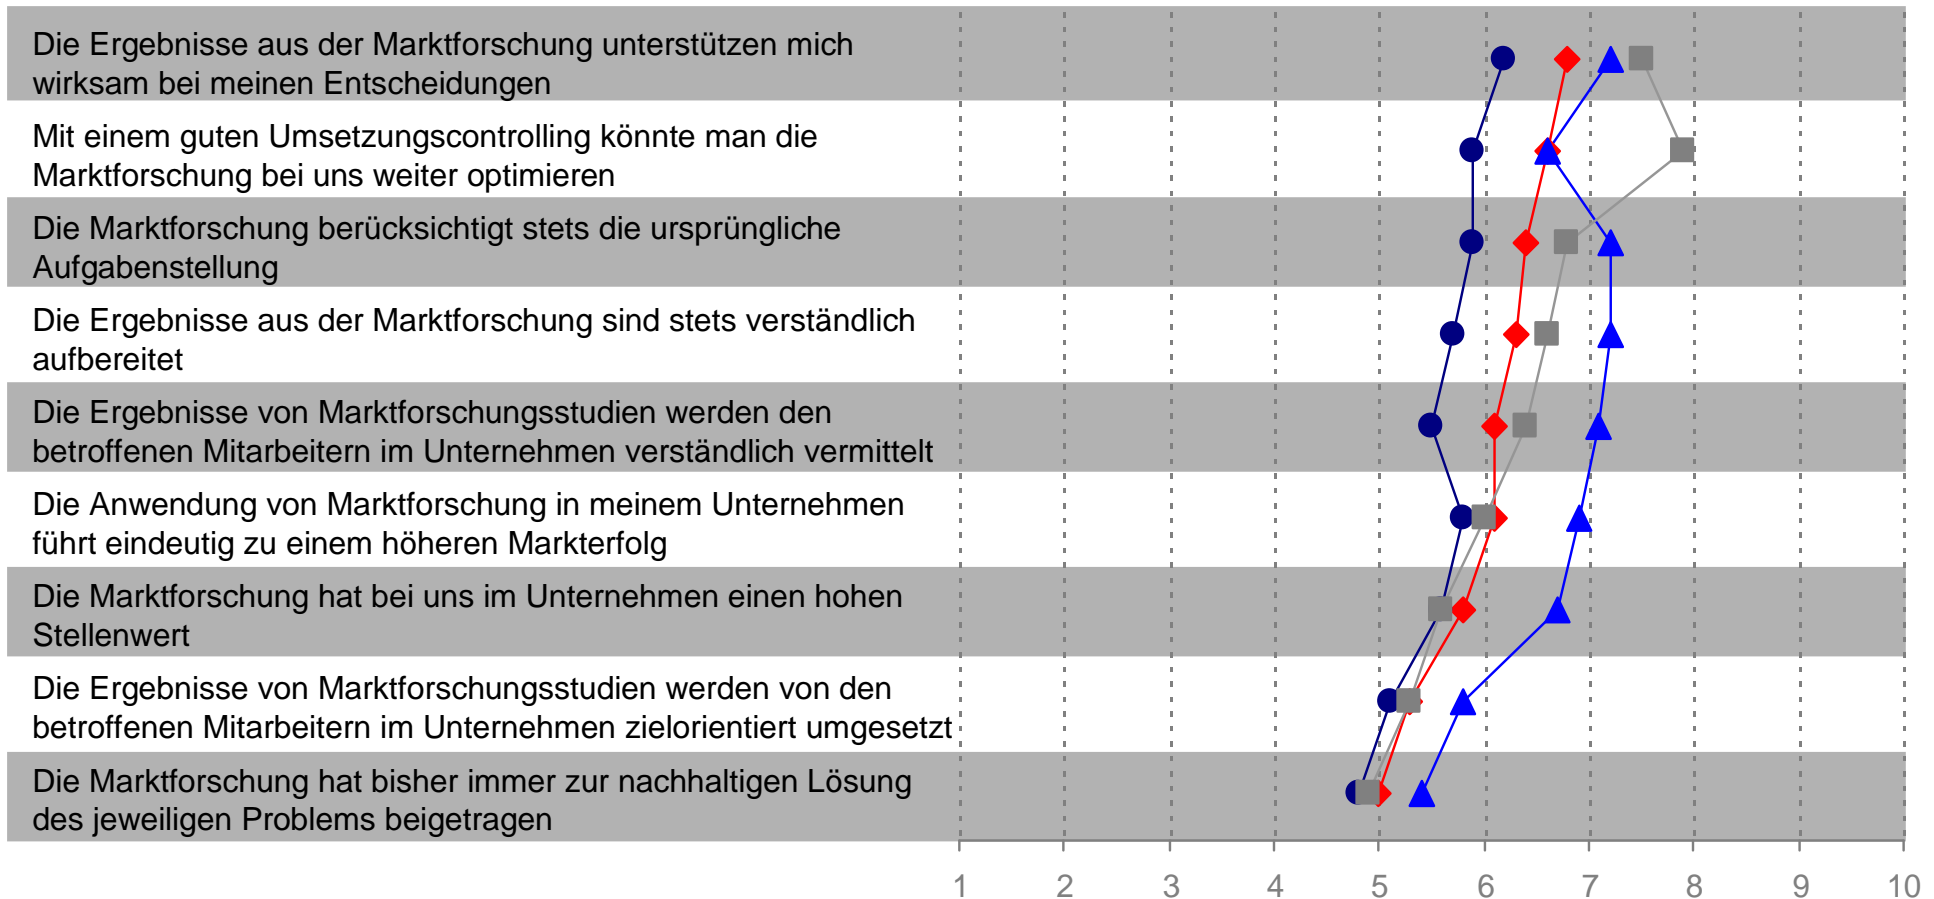 Die Ergebnisse aus der Marktforschung unterstützen mich
wirksam bei meinen Entscheidungen
Mit einem guten Umsetzungscontrolling könnte man die
Marktforschung bei uns weiter optimieren
Die Marktforschung berücksichtigt stets die ursprüngliche
Aufgabenstellung
Die Ergebnisse aus der Marktforschung sind stets verständlich
aufbereitet
Die Ergebnisse von Marktforschungsstudien werden den
betroffenen Mitarbeitern im Unternehmen verständlich vermittelt
Die Anwendung von Marktforschung in meinem Unternehmen
führt eindeutig zu einem höheren Markterfolg
Die Marktforschung hat bei uns im Unternehmen einen hohen
Stellenwert
Die Ergebnisse von Marktforschungsstudien werden von den
betroffenen Mitarbeitern im Unternehmen zielorientiert umgesetzt
Die Marktforschung hat bisher immer zur nachhaltigen Lösung
des jeweiligen Problems beigetragen
1 2 3 4 5 6 7 8 9 10